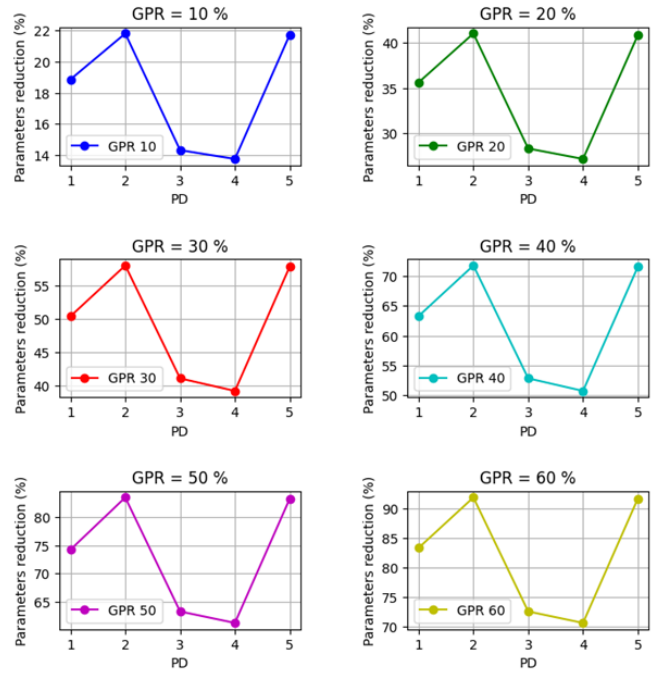 GPR = 10 %
Parameters reduction (%)
22
20
18
16
14
GPR 10
1 2 3 4 5
PD
GPR = 20 %
Parameters reduction (%)
40
35
30
GPR 20
1 2 3 4 5
PD
GPR = 30 %
Parameters reduction (%)
55
50
45
40
GPR 30
1 2 3 4 5
PD
GPR = 40 %
Parameters reduction (%)
70
65
60
55
50
GPR 40
1 2 3 4 5
PD
GPR = 50 %
Parameters reduction (%)
80
75
70
65
GPR 50
1 2 3 4 5
PD
GPR = 60 %
Parameters reduction (%)
90
85
80
75
70
GPR 60
1 2 3 4 5
PD